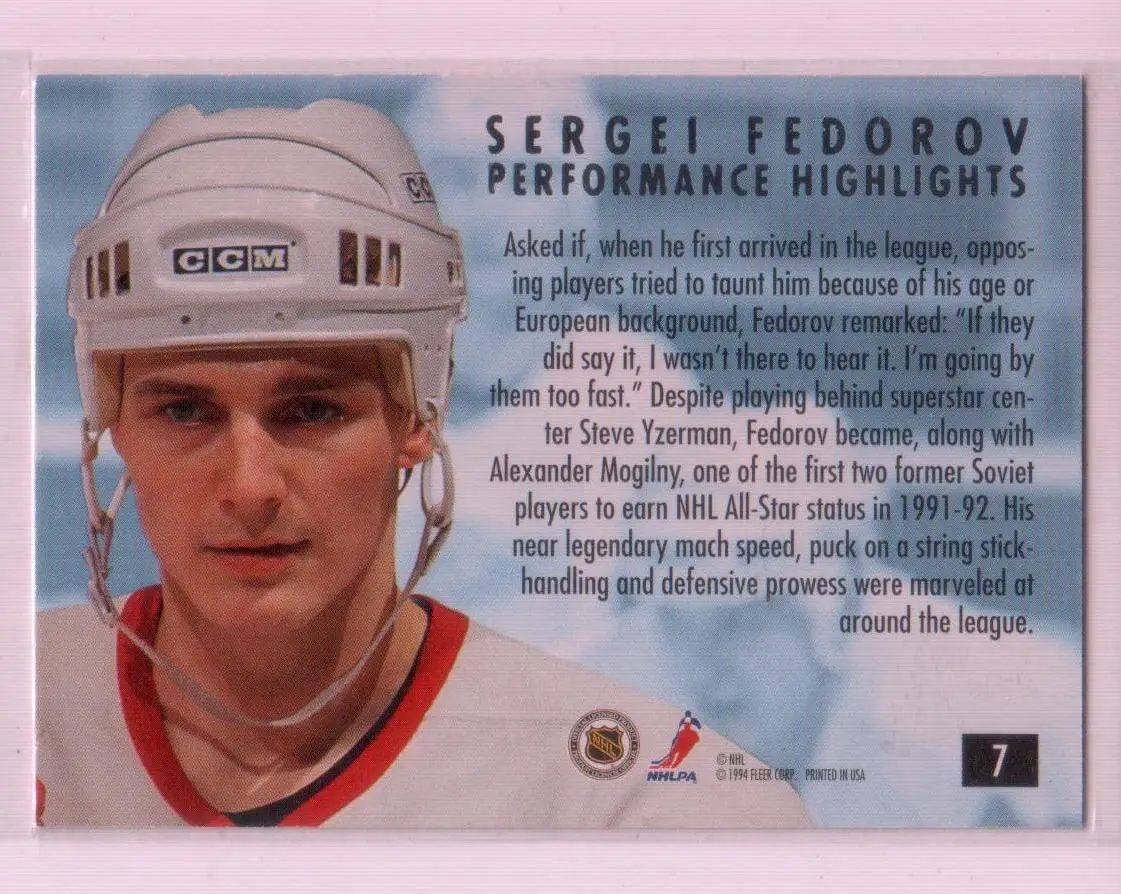 SERGEI FEDOROV
PERFORMANCE HIGHLIGHTS
Asked if, when he first arrived in the league, oppos-
ing players tried to taunt him because of his age or
European background, Fedorov remarked: “If they
did say it, I wasn’t there to hear it. I’m going by
them too fast.” Despite playing behind superstar cen-
ter Steve Yzerman, Fedorov became, along with
Alexander Mogilny, one of the first two former Soviet
players to earn NHL All-Star status in 1991-92. His
near legendary mach speed, puck on a string stick-
handling and defensive prowess were marveled at
around the league.
CCM
NHL
NHLPA
© NHL
© 1994 FLEER CORP. PRINTED IN USA
7